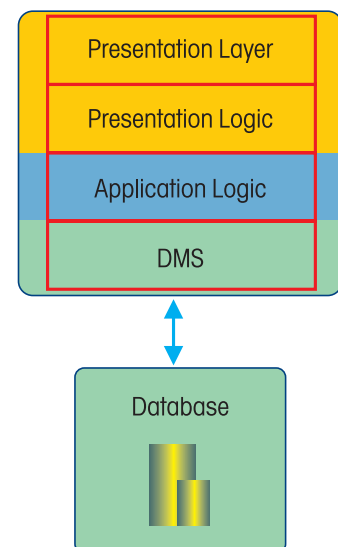 Presentation Layer
Presentation Logic
Application Logic
DMS
Database